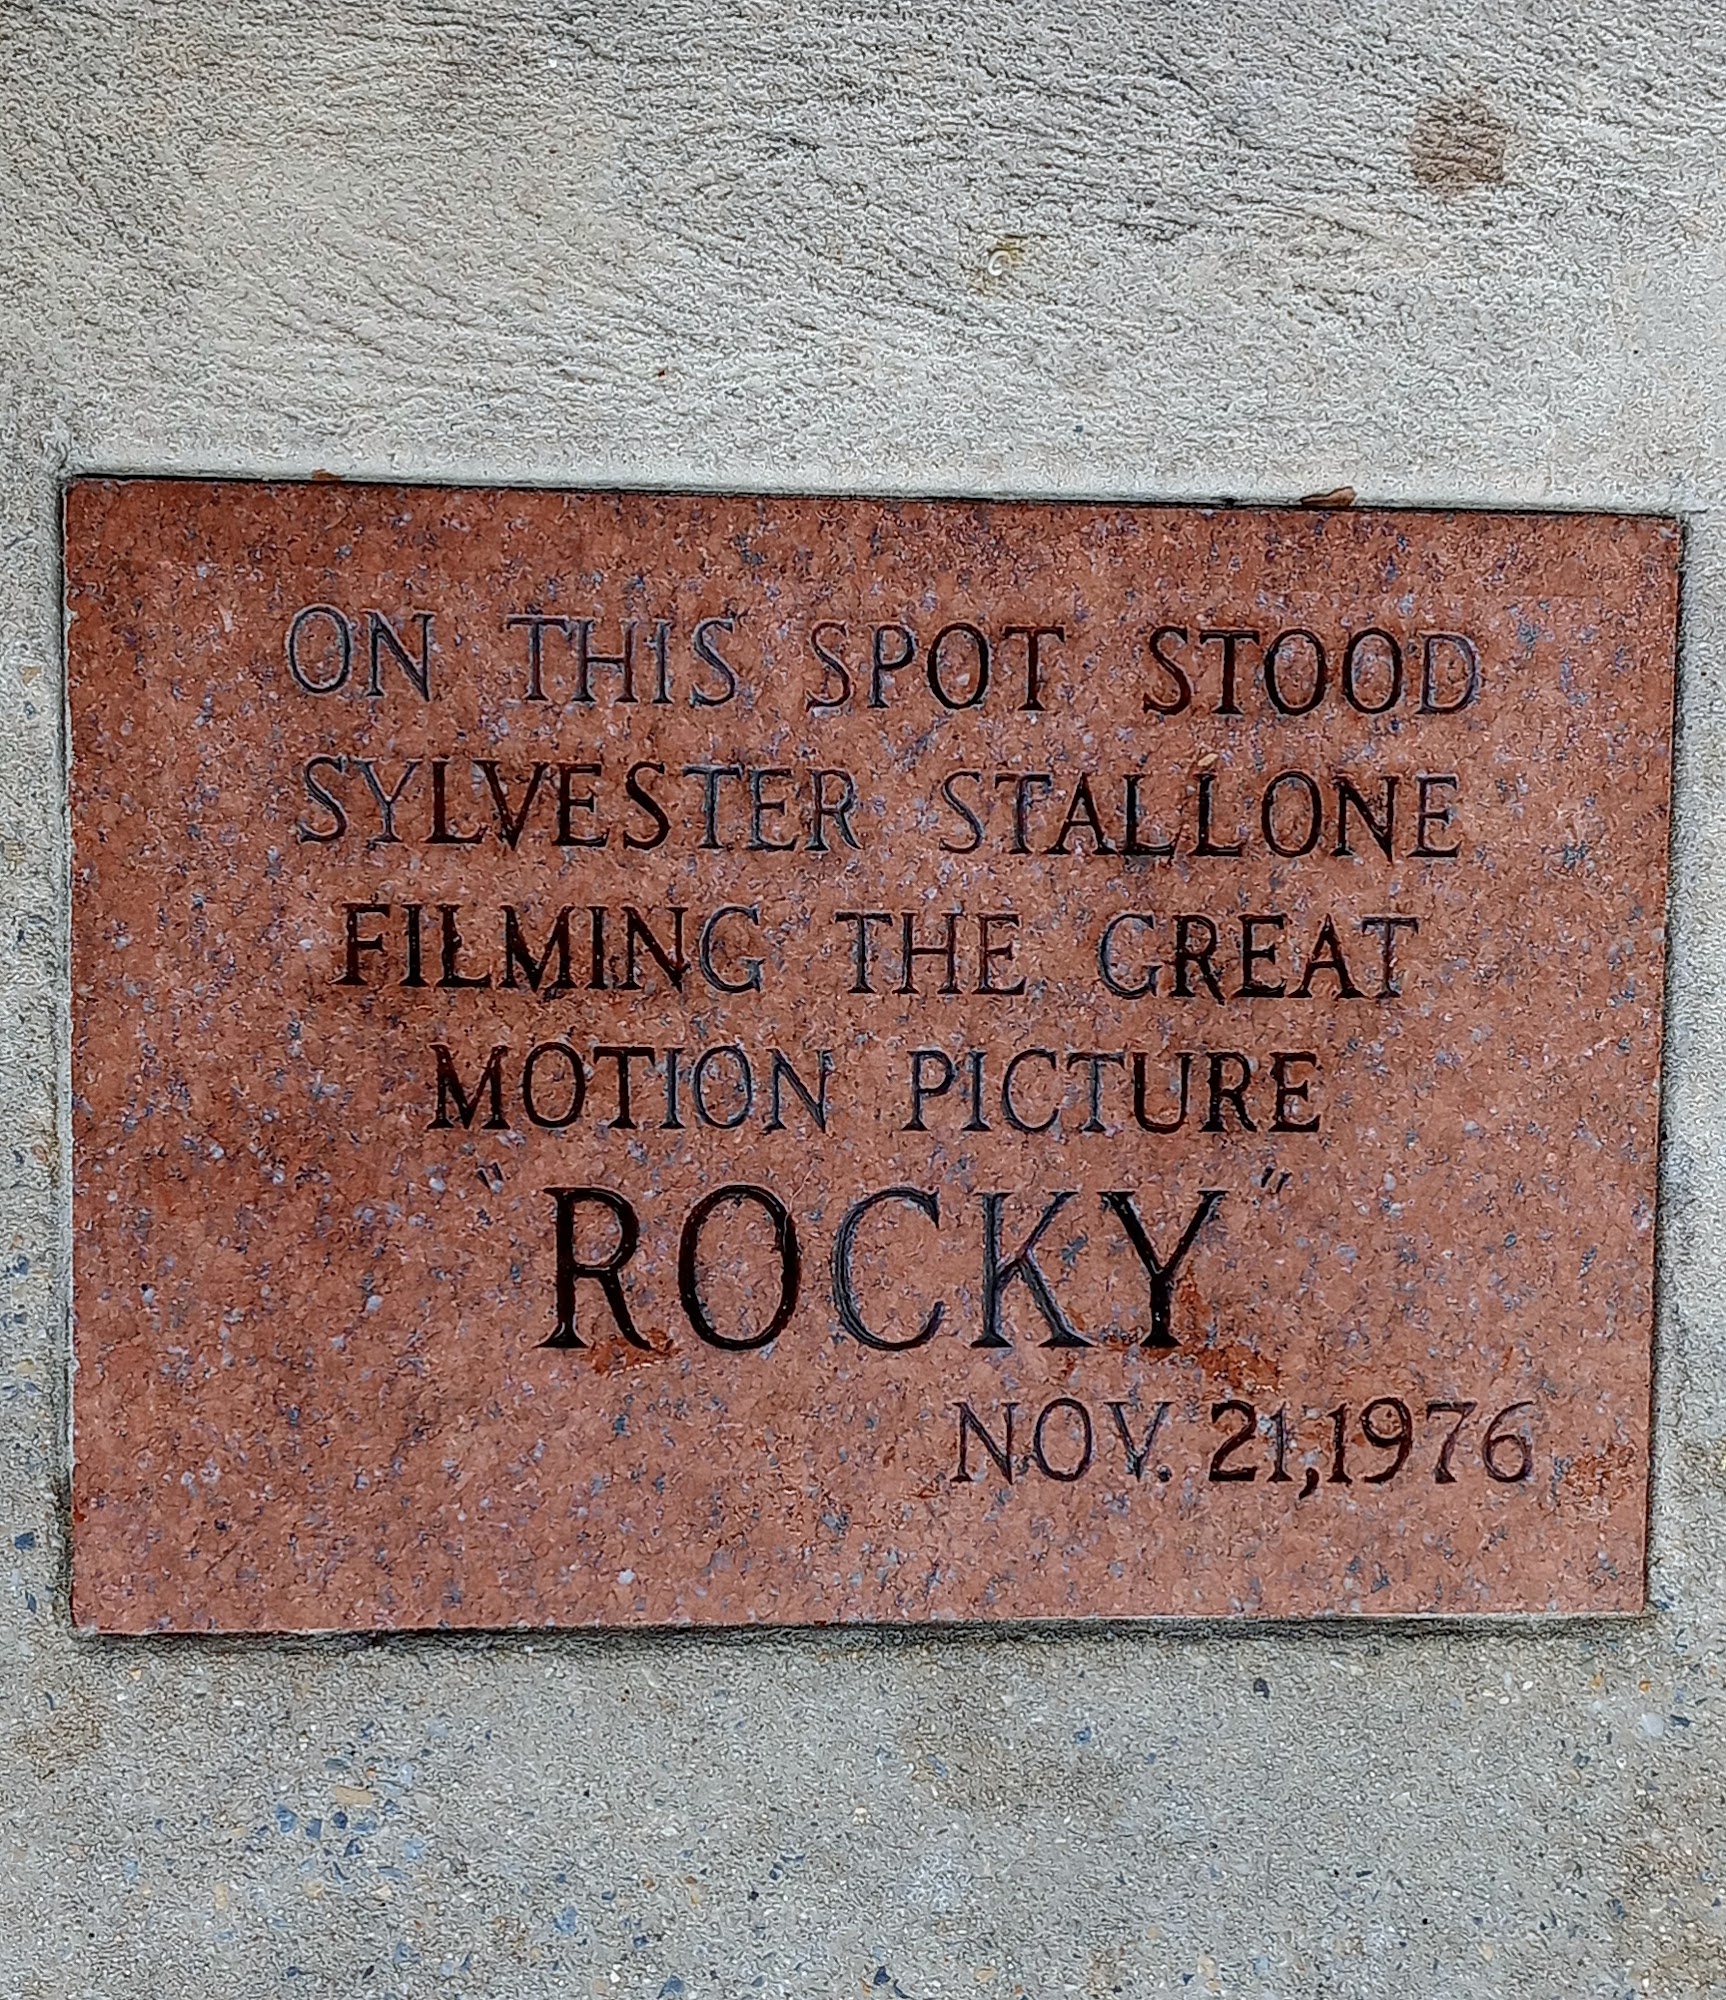 ON THIS SPOT STOOD
SYLVESTER STALLONE
FILMING THE GREAT
MOTION PICTURE
"ROCKY"
NOV. 21,1976